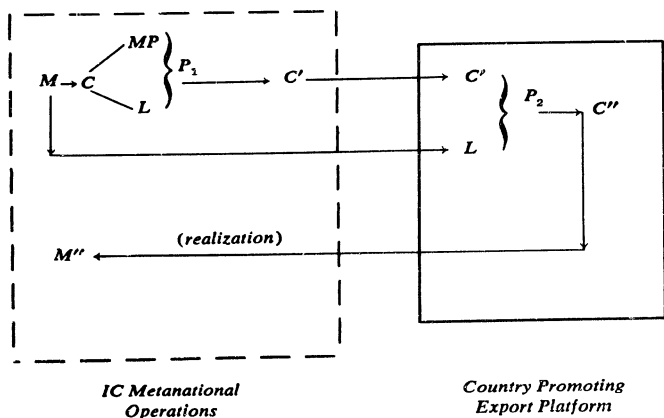 MP
M → C } P₁ → C' → C' } P₂ → C''
L
L
(realization)
M''
IC Metanational
Operations
Country Promoting
Export Platform